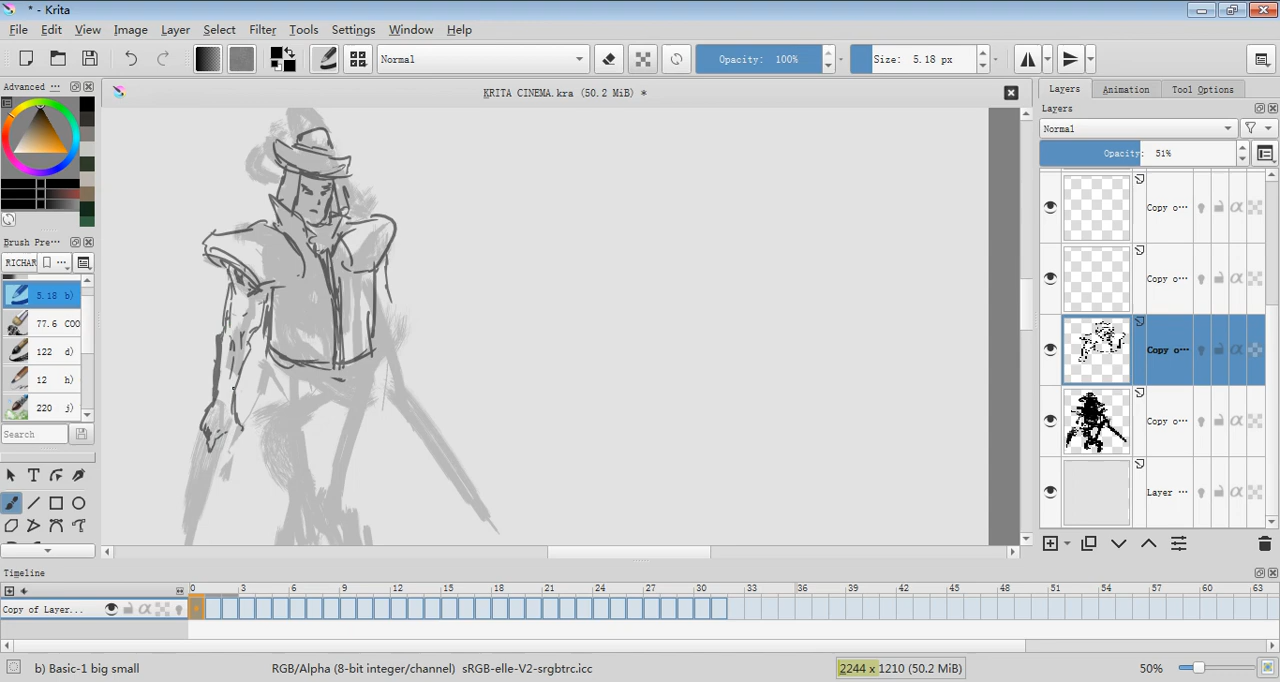 * - Krita
File Edit View Image Layer Select Filter Tools Settings Window Help
Normal
Opacity: 100%
Size: 5.18 px
Advanced ...
KRITA CINEMA.kra (50.2 MiB) *
Layers Animation Tool Options
Layers
Normal
Opacity: 51%
Copy o...
Copy o...
Copy o...
Copy o...
Layer ...
Brush Pre...
RICHAR
5.18 b)
77.6 COO
122 d)
12 h)
220 j)
Search
Timeline
0 3 6 9 12 15 18 21 24 27 30 33 36 39 42 45 48 51 54 57 60 63
Copy of Layer...
b) Basic-1 big small
RGB/Alpha (8-bit integer/channel) sRGB-elle-V2-srgbtrc.icc
2244 x 1210 (50.2 MiB)
50%